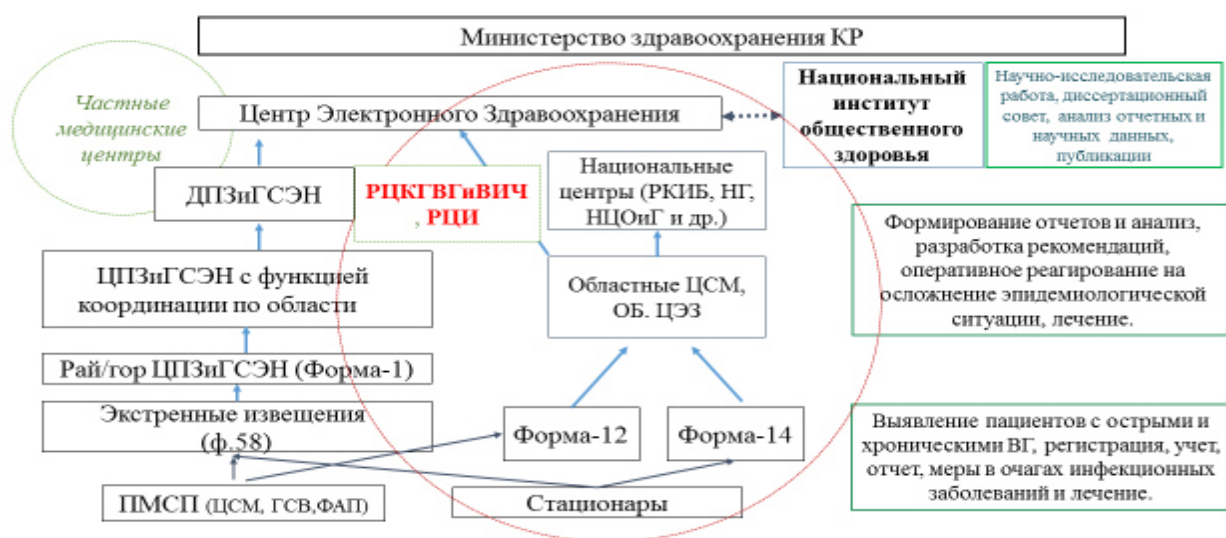 Министерство здравоохранения КР
Частные
медицинские
центры
Центр Электронного Здравоохранения
Национальный
институт
общественного
здоровья
Научно-исследовательская
работа, диссертационный
совет, анализ отчетных и
научных данных,
публикации
ДПЗиГСЭН
РЦКГВГиВИЧ
, РЦИ
Национальные
центры (РКИБ, НГ,
НЦОиГ и др.)
Формирование отчетов и анализ,
разработка рекомендаций,
оперативное реагирование на
осложнение эпидемиологической
ситуации, лечение.
ЦПЗиГСЭН с функцией
координации по области
Областные ЦСМ,
ОБ. ЦЭЗ
Рай/гор ЦПЗиГСЭН (Форма-1)
Экстренные извещения
(ф.58)
Форма-12
Форма-14
Выявление пациентов с острыми и
хроническими ВГ, регистрация, учет,
отчет, меры в очагах инфекционных
заболеваний и лечение.
ПМСП (ЦСМ, ГСВ,ФАП)
Стационары